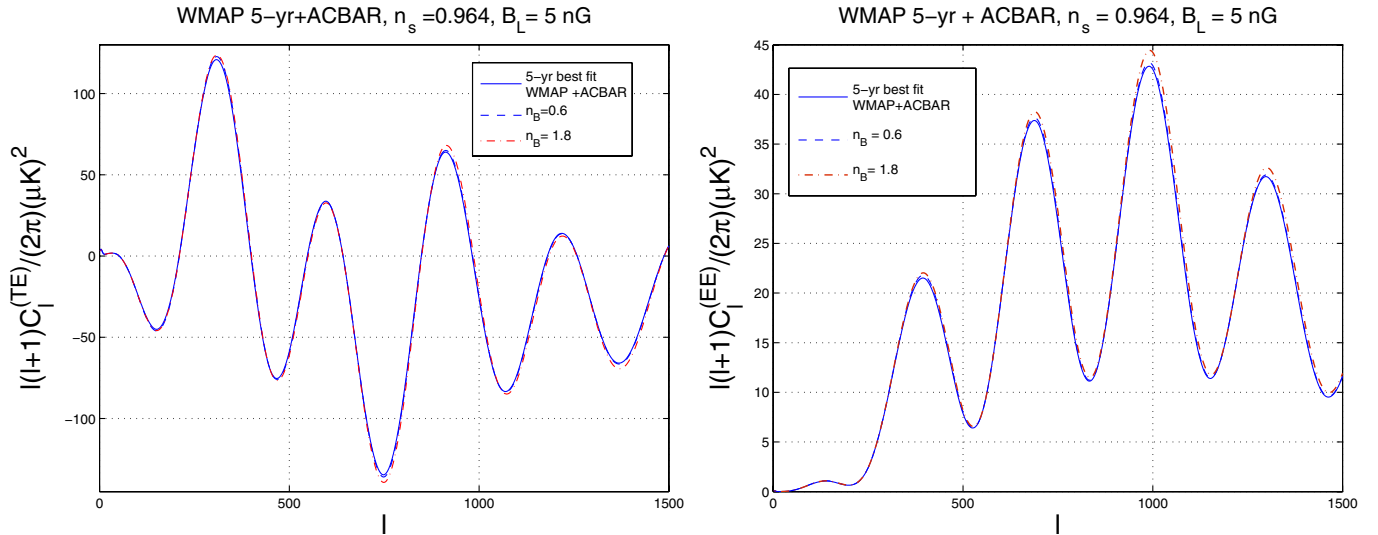 WMAP 5-yr+ACBAR, n_s =0.964, B_L= 5 nG
l(l+1)C_l^(TE)/(2π)(μK)^2
100
50
0
−50
−100
5-yr best fit
WMAP +ACBAR
n_B=0.6
n_B= 1.8
0
500
1000
1500
l
WMAP 5-yr + ACBAR, n_s = 0.964, B_L = 5 nG
l(l+1)C_l^(EE)/(2π)(μK)^2
45
40
35
30
25
20
15
10
5
0
5-yr best fit
WMAP+ACBAR
n_B = 0.6
n_B= 1.8
0
500
1000
1500
l